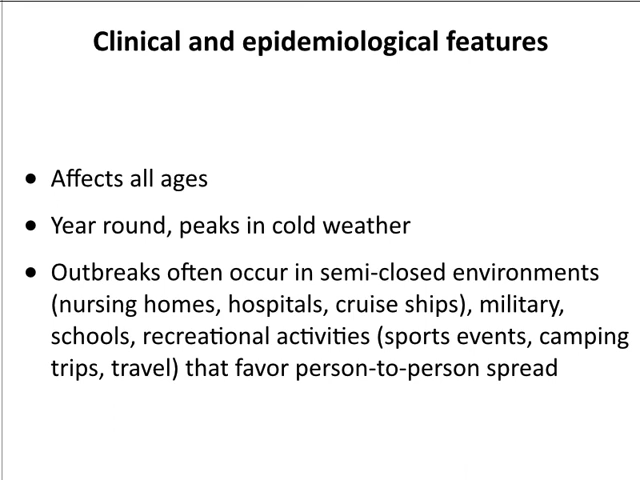 Clinical and epidemiological features
• Affects all ages
• Year round, peaks in cold weather
• Outbreaks often occur in semi-closed environments
(nursing homes, hospitals, cruise ships), military,
schools, recreational activities (sports events, camping
trips, travel) that favor person-to-person spread